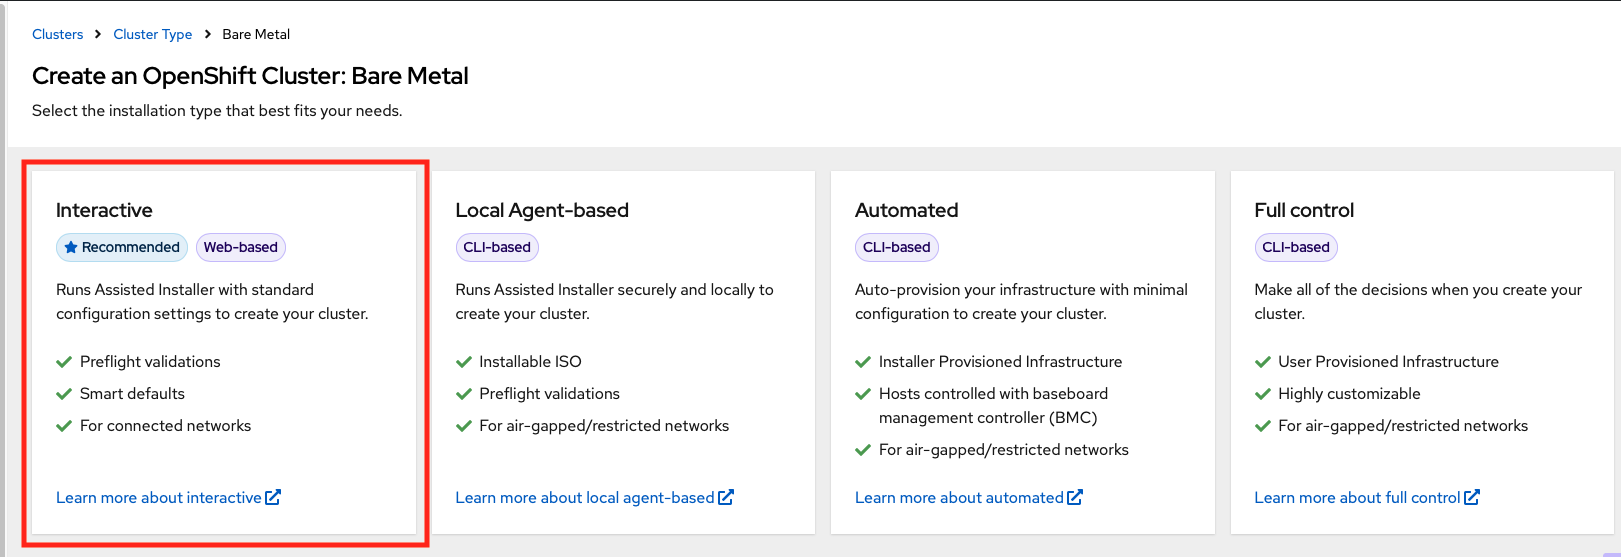 Clusters > Cluster Type > Bare Metal
Create an OpenShift Cluster: Bare Metal
Select the installation type that best fits your needs.
Interactive
Recommended Web-based
Runs Assisted Installer with standard
configuration settings to create your cluster.
Preflight validations
Smart defaults
For connected networks
Learn more about interactive
Local Agent-based
CLI-based
Runs Assisted Installer securely and locally to
create your cluster.
Installable ISO
Preflight validations
For air-gapped/restricted networks
Learn more about local agent-based
Automated
CLI-based
Auto-provision your infrastructure with minimal
configuration to create your cluster.
Installer Provisioned Infrastructure
Hosts controlled with baseboard
management controller (BMC)
For air-gapped/restricted networks
Learn more about automated
Full control
CLI-based
Make all of the decisions when you create your
cluster.
User Provisioned Infrastructure
Highly customizable
For air-gapped/restricted networks
Learn more about full control